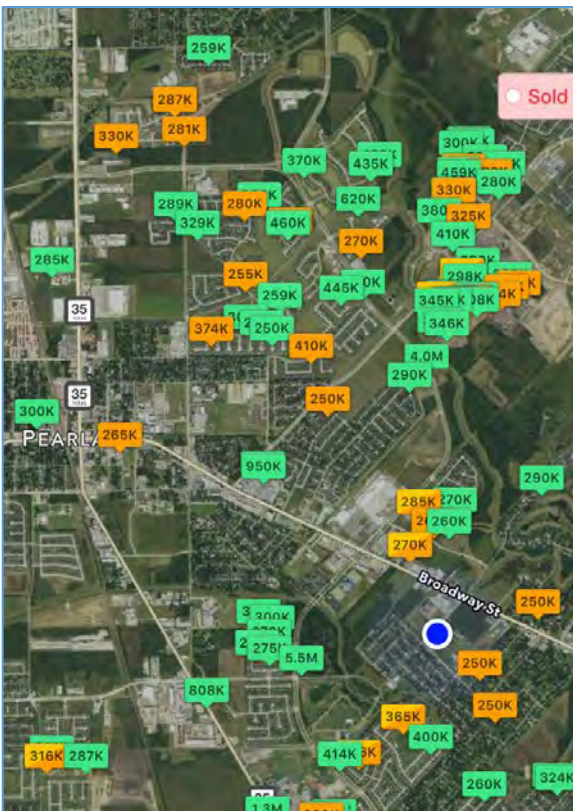 259K
Sold
287K
330K
281K
300K
370K
435K
459K
280K
330K
620K
289K
280K
380
325K
329K
460K
410K
270K
285K
255K
298K
445K
259K
345K
346K
35
374K
250K
410K
4.0M
290K
35
250K
300K
PEARLA
265K
950K
290K
285K
270K
260K
270K
Broadway St
250K
300K
275K
5.5M
250K
808K
250K
365K
400K
316K
287K
414K
260K
324K
1.3M